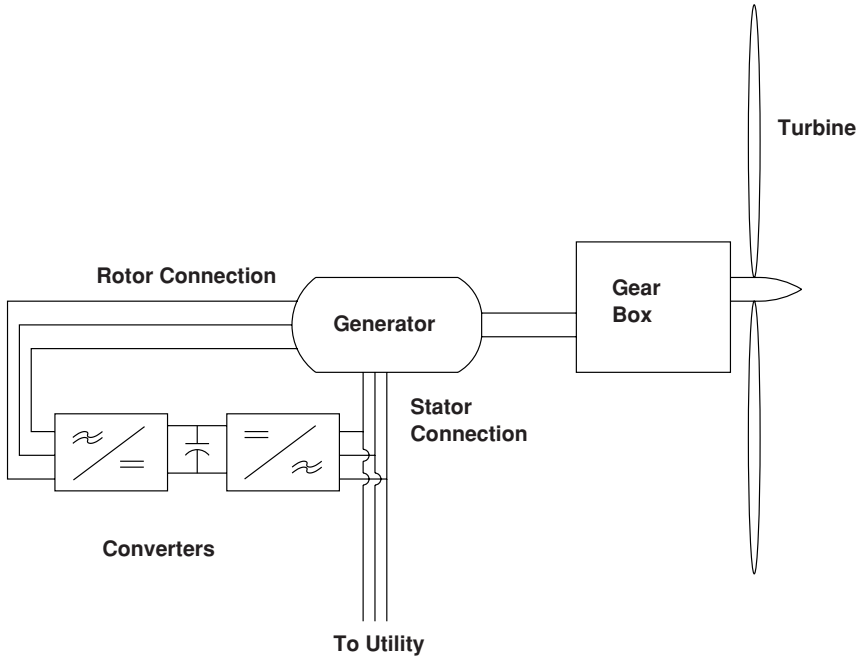 Turbine
Rotor Connection
Gear
Box
Generator
Stator
Connection
Converters
To Utility